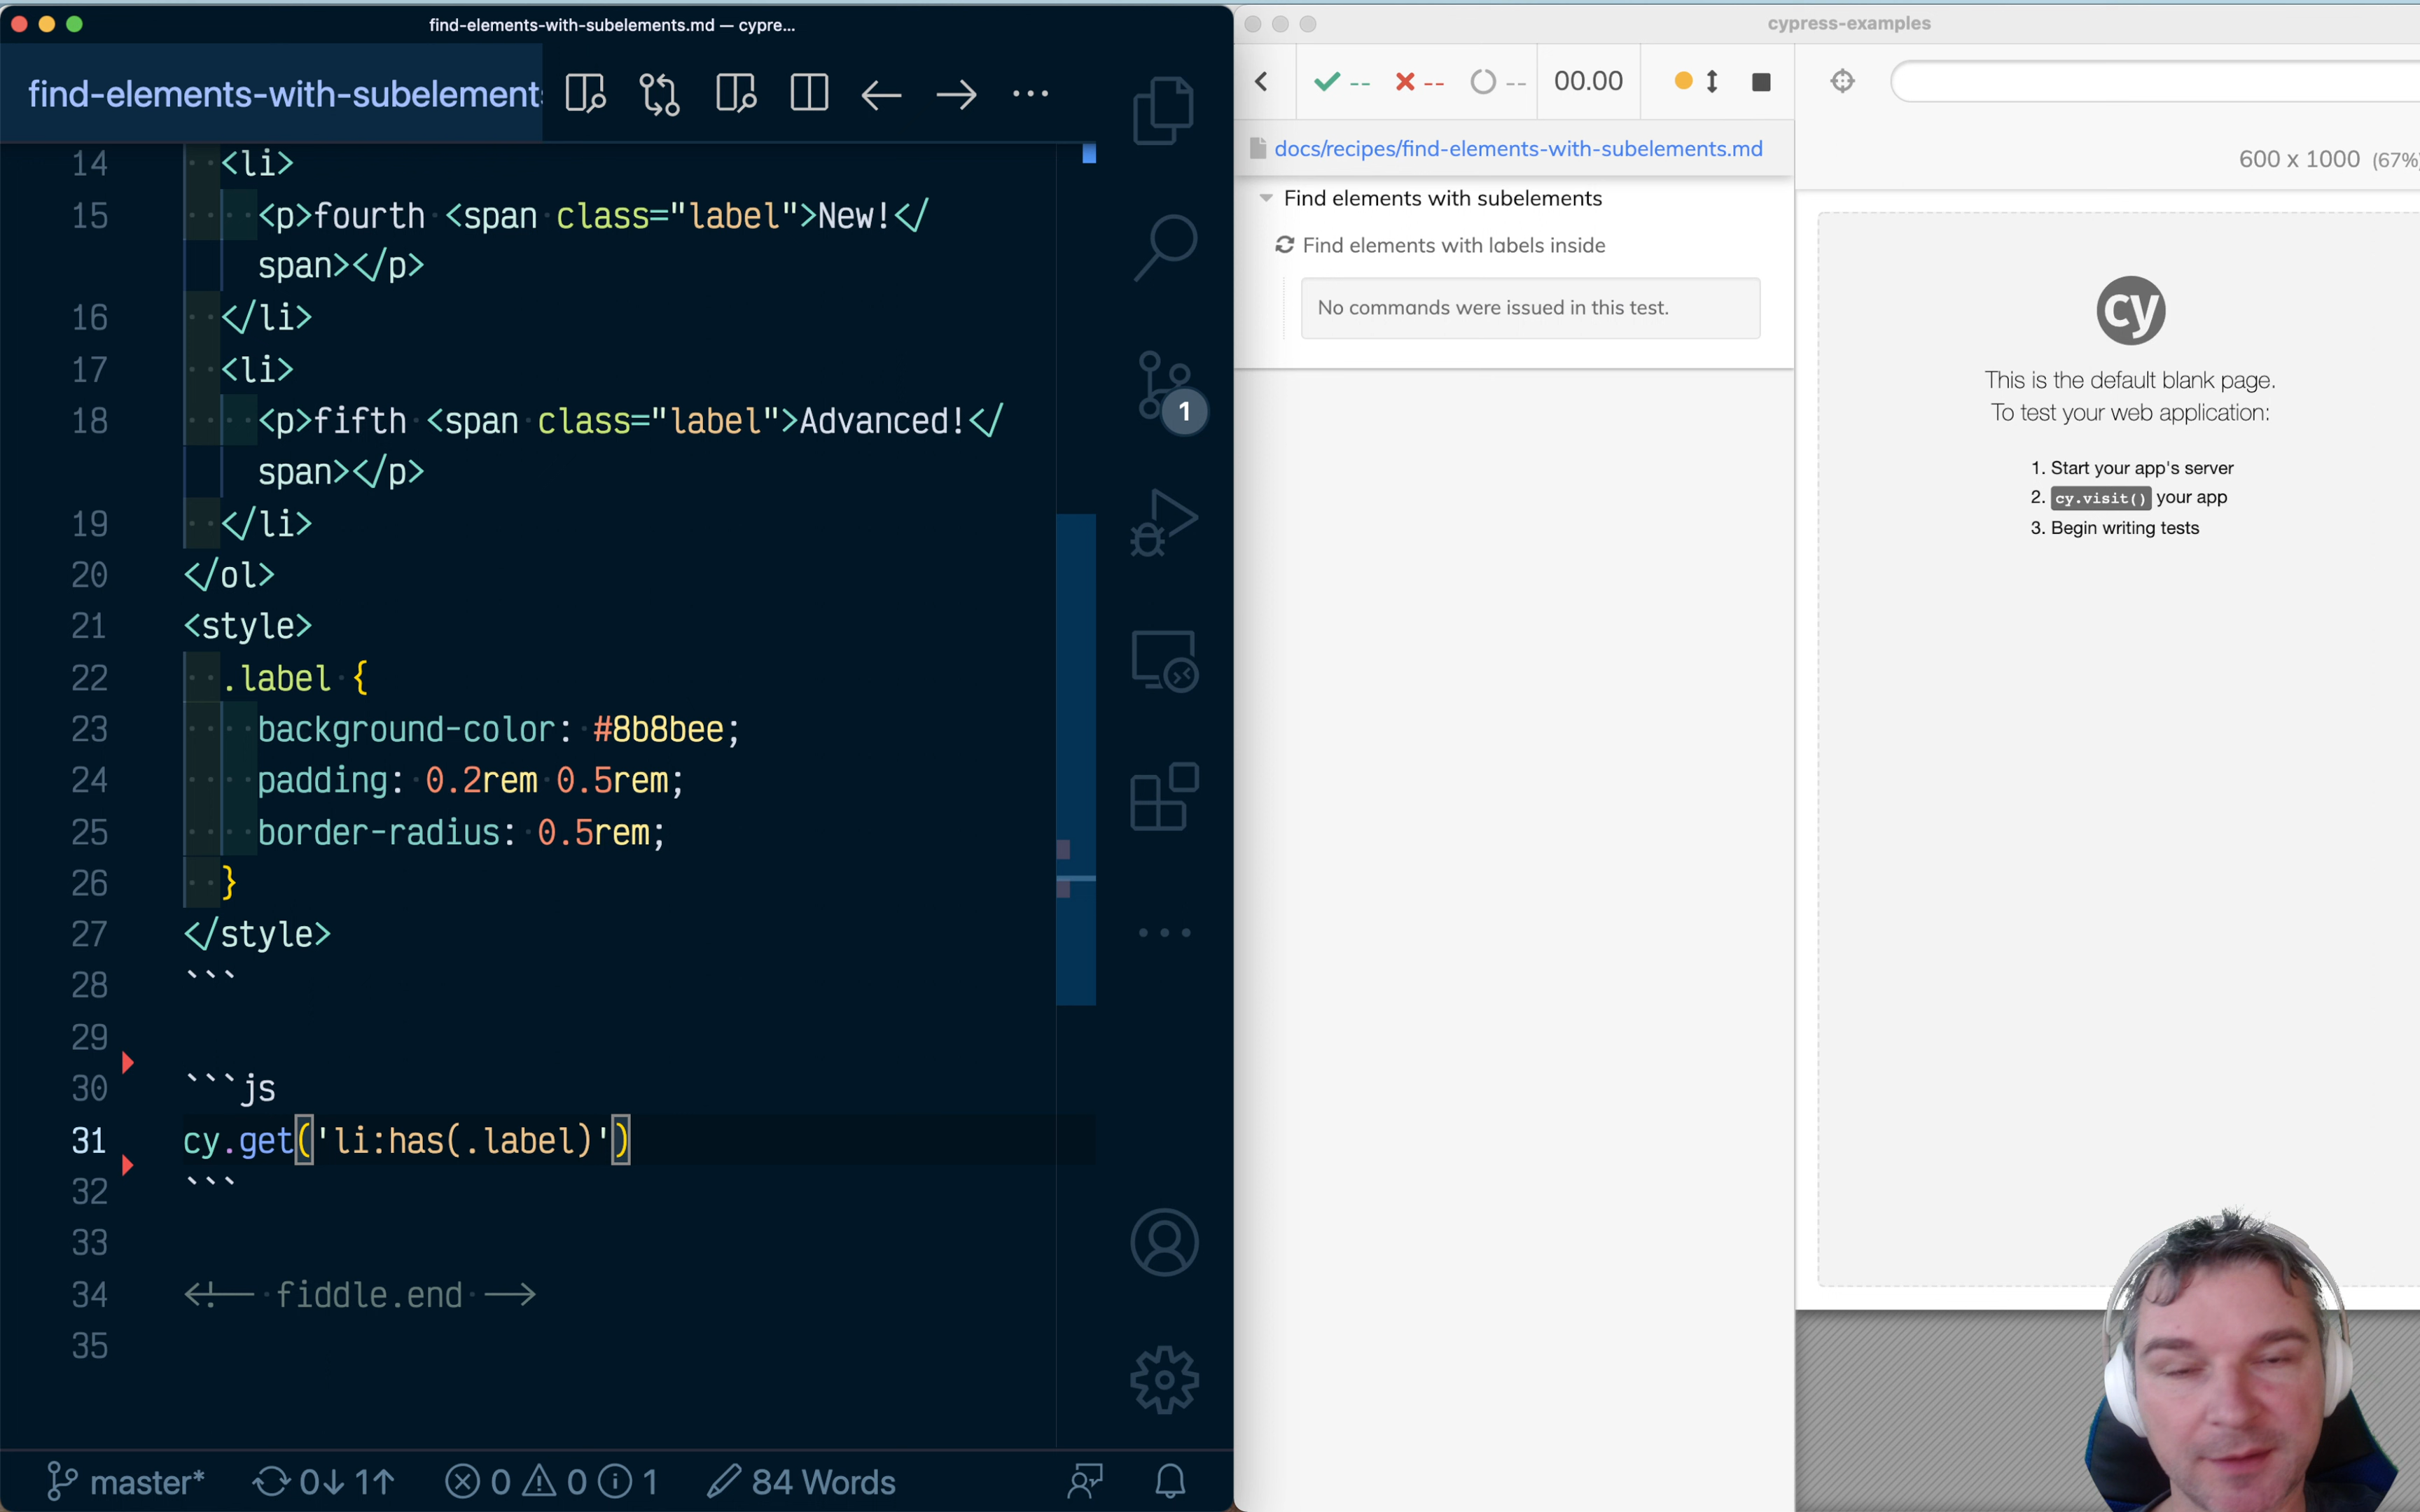 find-elements-with-subelements.md — cypre...
find-elements-with-subelements
14 <li>
15 <p>fourth <span class="label">New!</
span></p>
16 </li>
17 <li>
18 <p>fifth <span class="label">Advanced!</
span></p>
19 </li>
20 </ol>
21 <style>
22 .label {
23 background-color: #8b8bee;
24 padding: 0.2rem 0.5rem;
25 border-radius: 0.5rem;
26 }
27 </style>
28 ```
29
30 ```js
31 cy.get('li:has(.label)')
32 ```
33
34 <!-- fiddle.end -->
35
1
master* 0↓ 1↑ 0 0 1 84 Words
cypress-examples
-- -- -- 00.00
docs/recipes/find-elements-with-subelements.md
600 x 1000 (67%)
Find elements with subelements
Find elements with labels inside
No commands were issued in this test.
cy
This is the default blank page.
To test your web application:
1. Start your app's server
2. cy.visit() your app
3. Begin writing tests